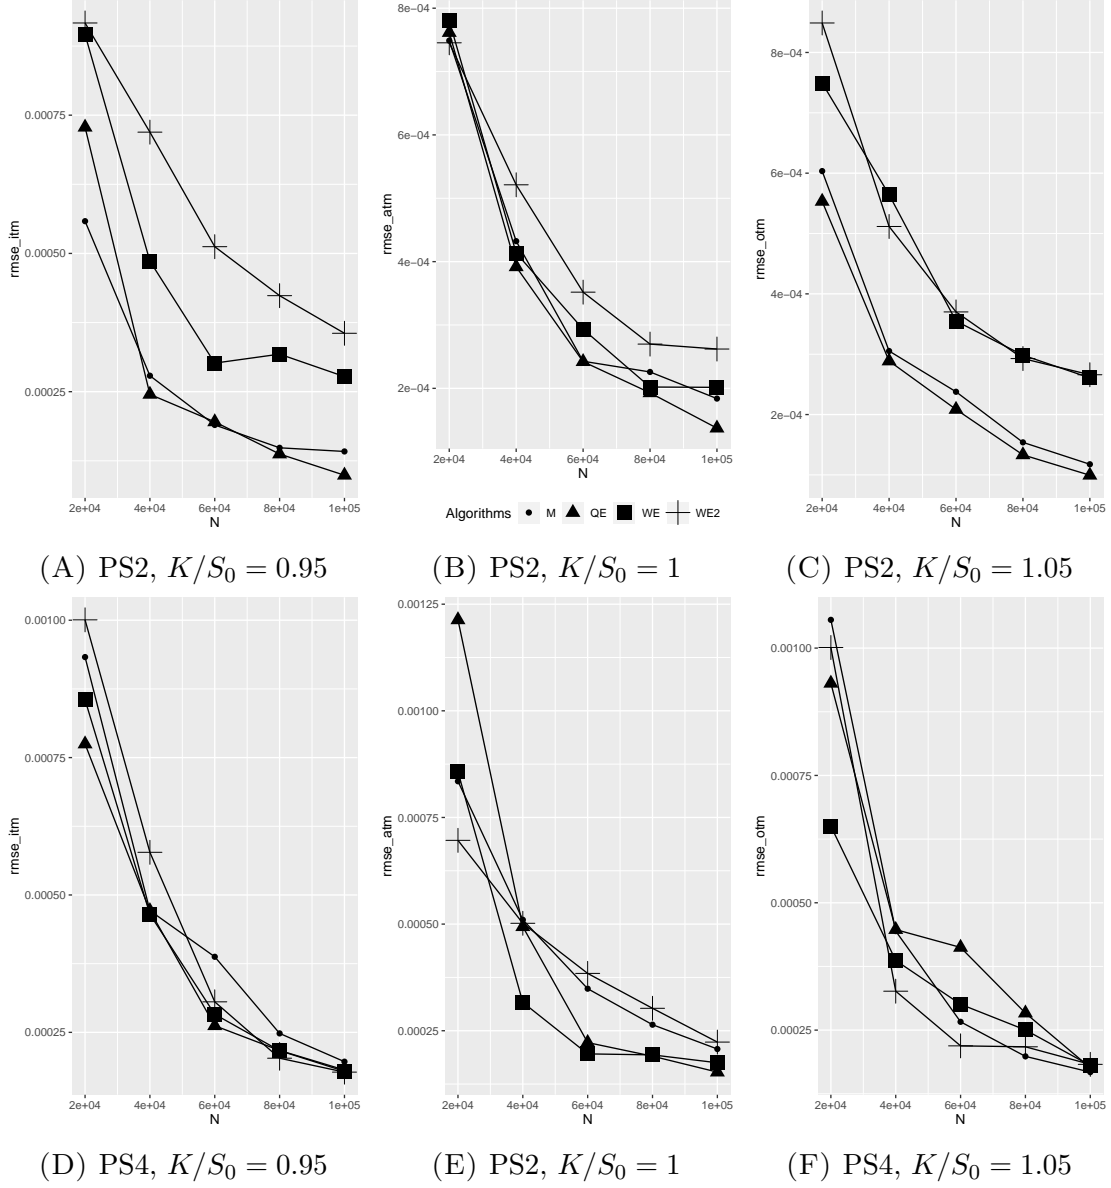 0.00075
0.00050
0.00025
rmse_itm
2e+04 4e+04 6e+04 8e+04 1e+05
N
8e−04
6e−04
4e−04
2e−04
rmse_atm
2e+04 4e+04 6e+04 8e+04 1e+05
N
Algorithms M QE WE WE2
8e−04
6e−04
4e−04
2e−04
rmse_otm
2e+04 4e+04 6e+04 8e+04 1e+05
N
(A) PS2, K/S₀ = 0.95
(B) PS2, K/S₀ = 1
(C) PS2, K/S₀ = 1.05
0.00100
0.00075
0.00050
0.00025
rmse_itm
2e+04 4e+04 6e+04 8e+04 1e+05
N
0.00125
0.00100
0.00075
0.00050
0.00025
rmse_atm
2e+04 4e+04 6e+04 8e+04 1e+05
N
0.00100
0.00075
0.00050
0.00025
rmse_otm
2e+04 4e+04 6e+04 8e+04 1e+05
N
(D) PS4, K/S₀ = 0.95
(E) PS2, K/S₀ = 1
(F) PS4, K/S₀ = 1.05